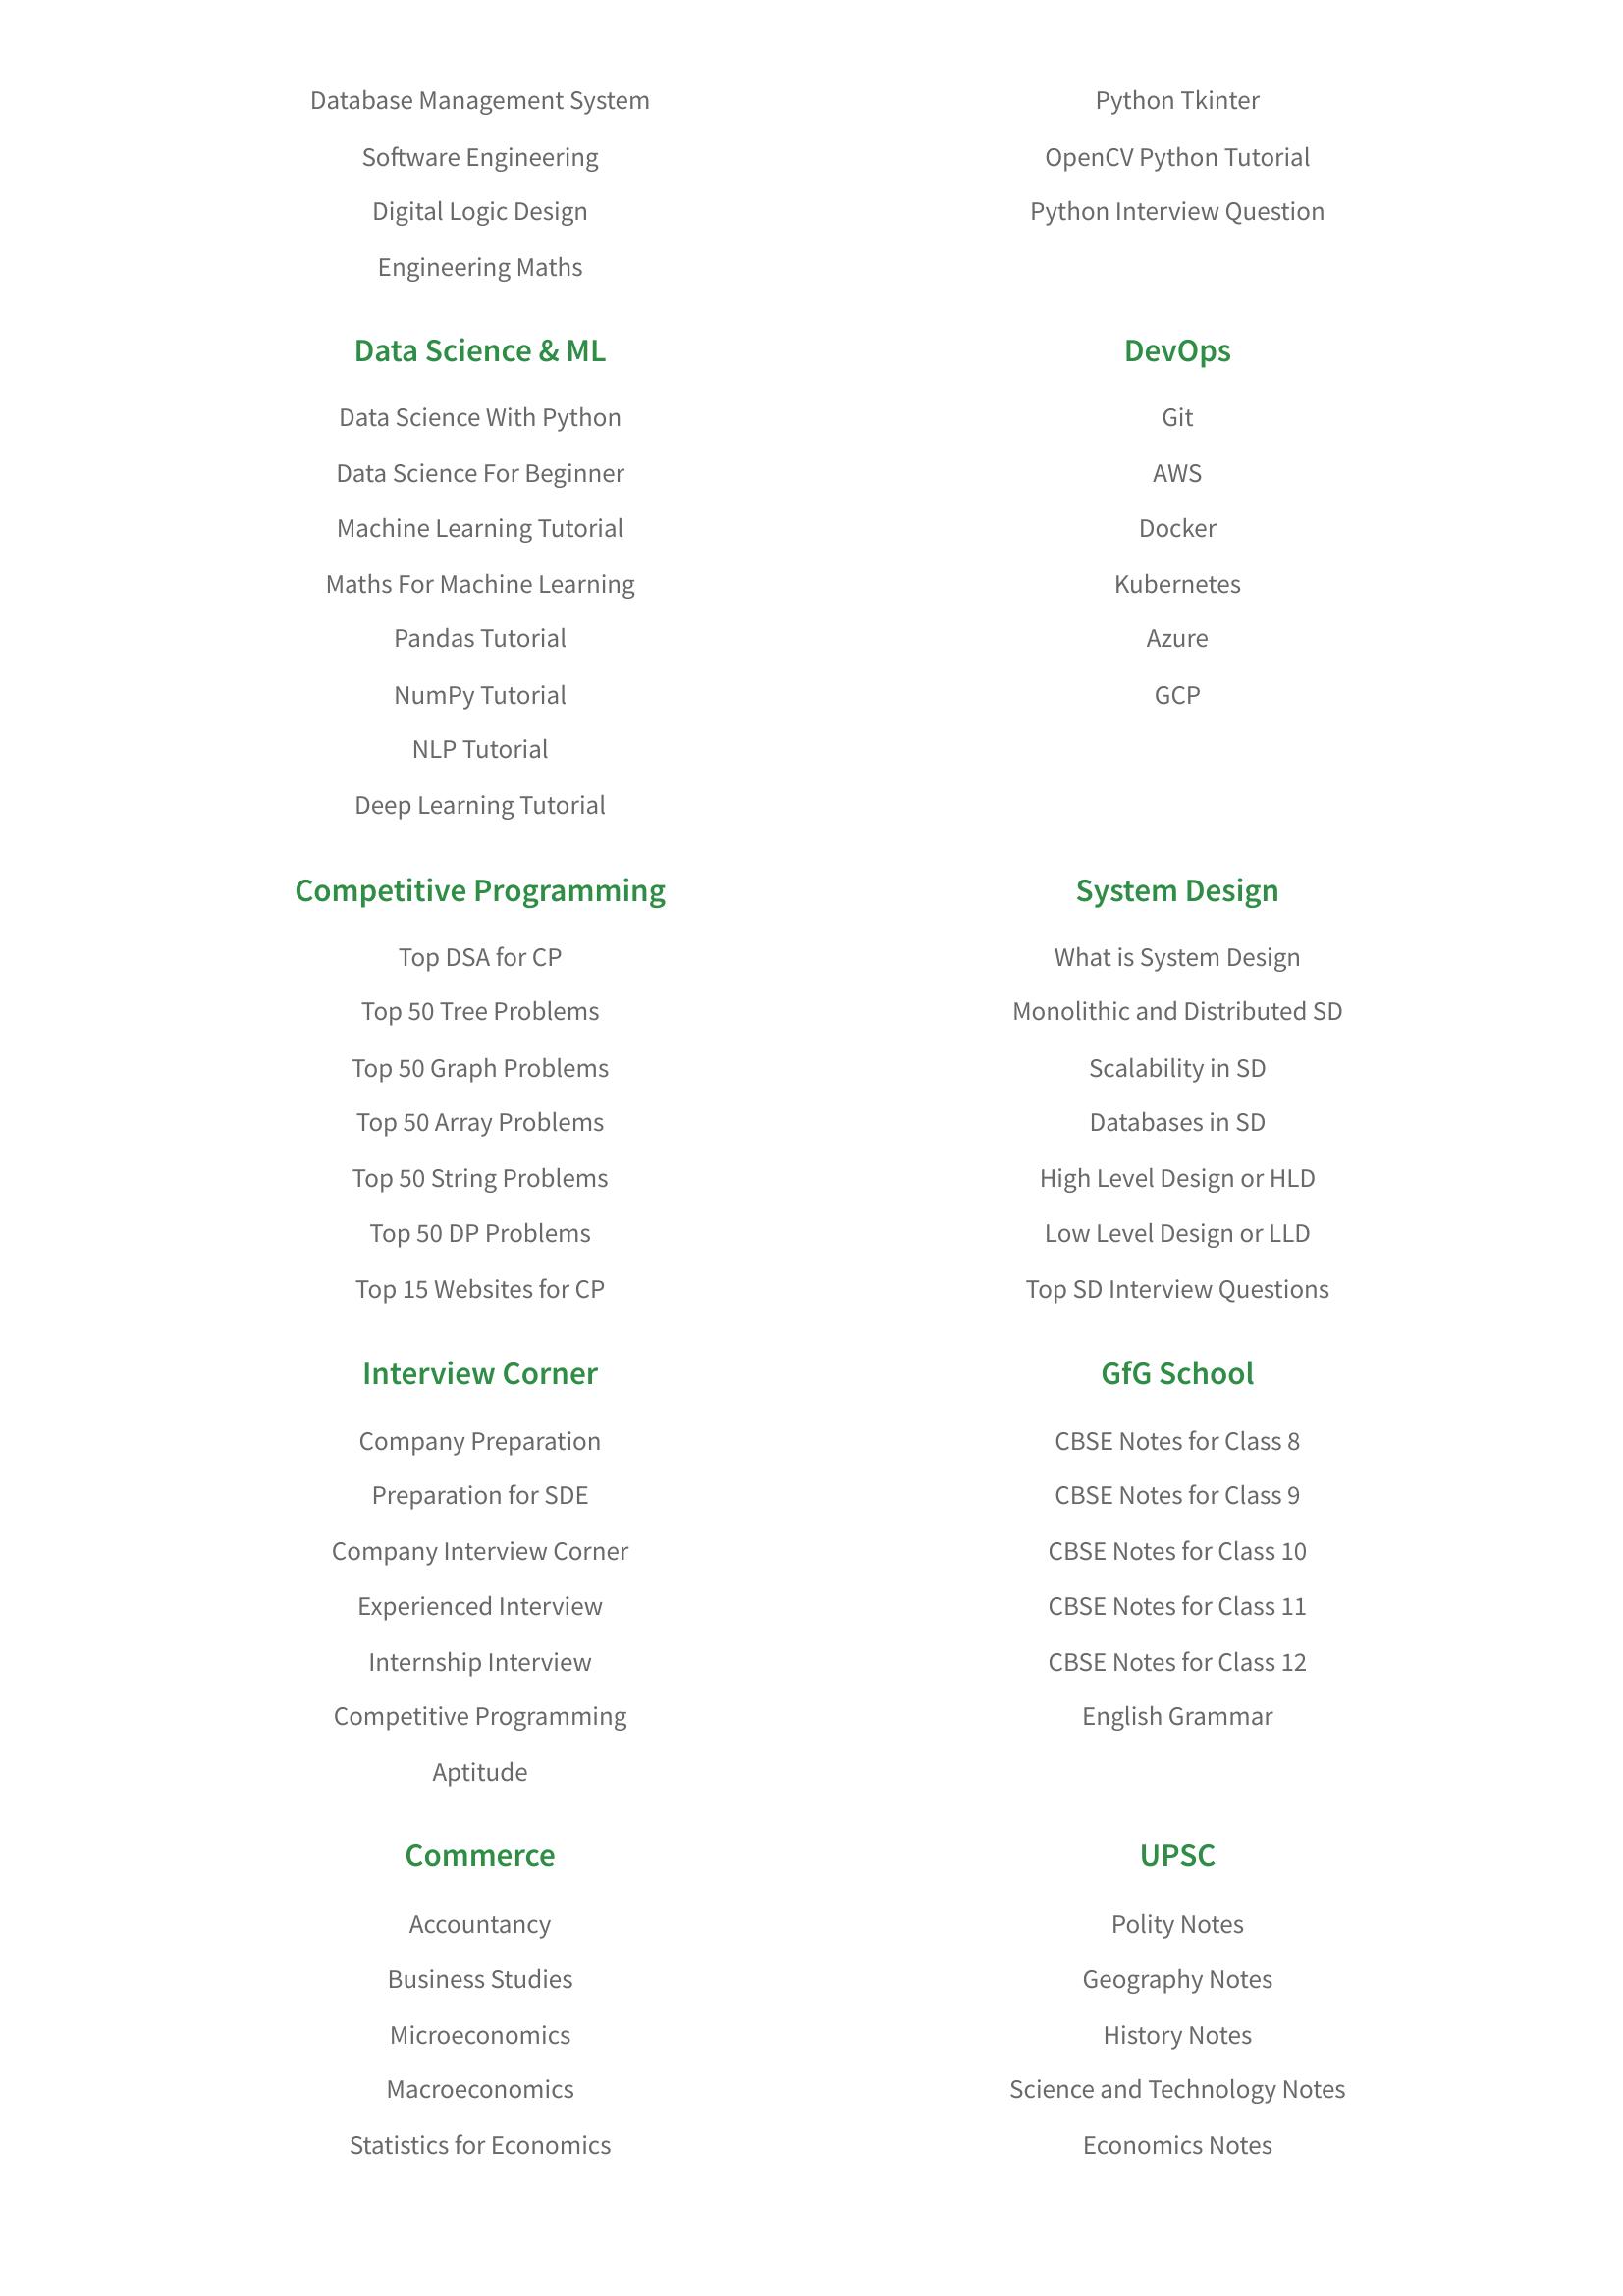 Database Management System
Software Engineering
Digital Logic Design
Engineering Maths
Python Tkinter
OpenCV Python Tutorial
Python Interview Question
Data Science & ML
Data Science With Python
Data Science For Beginner
Machine Learning Tutorial
Maths For Machine Learning
Pandas Tutorial
NumPy Tutorial
NLP Tutorial
Deep Learning Tutorial
DevOps
Git
AWS
Docker
Kubernetes
Azure
GCP
Competitive Programming
Top DSA for CP
Top 50 Tree Problems
Top 50 Graph Problems
Top 50 Array Problems
Top 50 String Problems
Top 50 DP Problems
Top 15 Websites for CP
System Design
What is System Design
Monolithic and Distributed SD
Scalability in SD
Databases in SD
High Level Design or HLD
Low Level Design or LLD
Top SD Interview Questions
Interview Corner
Company Preparation
Preparation for SDE
Company Interview Corner
Experienced Interview
Internship Interview
Competitive Programming
Aptitude
GfG School
CBSE Notes for Class 8
CBSE Notes for Class 9
CBSE Notes for Class 10
CBSE Notes for Class 11
CBSE Notes for Class 12
English Grammar
Commerce
Accountancy
Business Studies
Microeconomics
Macroeconomics
Statistics for Economics
UPSC
Polity Notes
Geography Notes
History Notes
Science and Technology Notes
Economics Notes